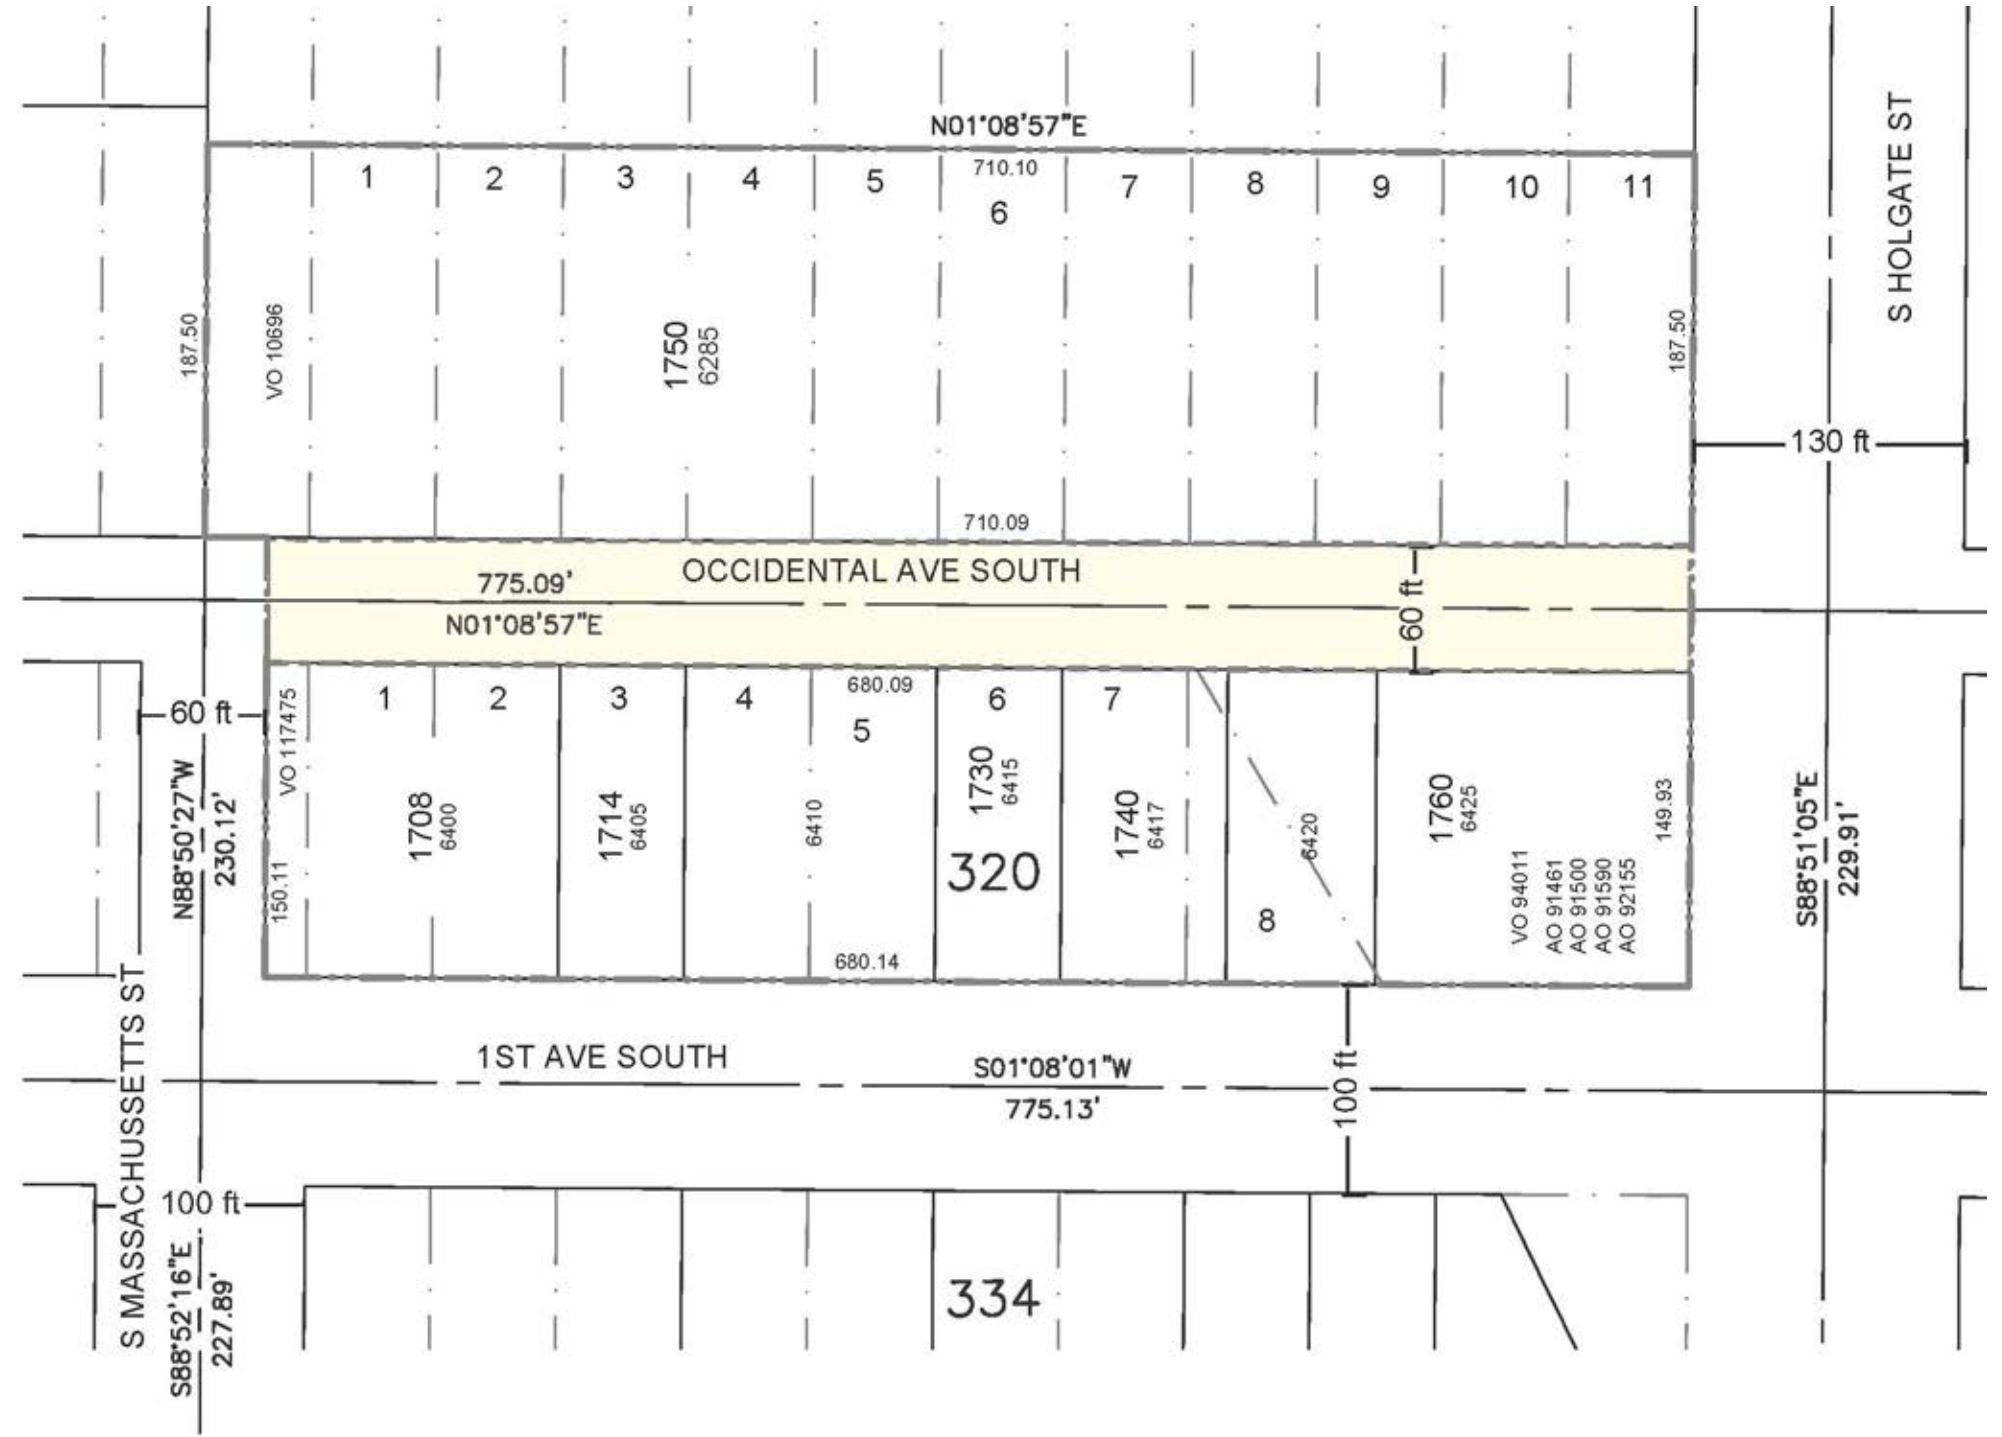 N01°08'57"E
S HOLGATE ST
1
2
3
4
5
710.10
6
7
8
9
10
11
187.50
VO 10696
1750
6285
187.50
130 ft
710.09
OCCIDENTAL AVE SOUTH
775.09'
N01°08'57"E
60 ft
60 ft
VO 117475
1
2
3
4
680.09
5
6
7
N88°50'27"W
230.12'
150.11
1708
6400
1714
6405
6410
1730
6415
320
1740
6417
6420
8
1760
6425
149.93
VO 94011
AO 91461
AO 91500
AO 91590
AO 92155
S88°51'05"E
229.91'
680.14
S MASSACHUSSETTS ST
1ST AVE SOUTH
S01°08'01"W
775.13'
100 ft
100 ft
S88°52'16"E
227.89'
334